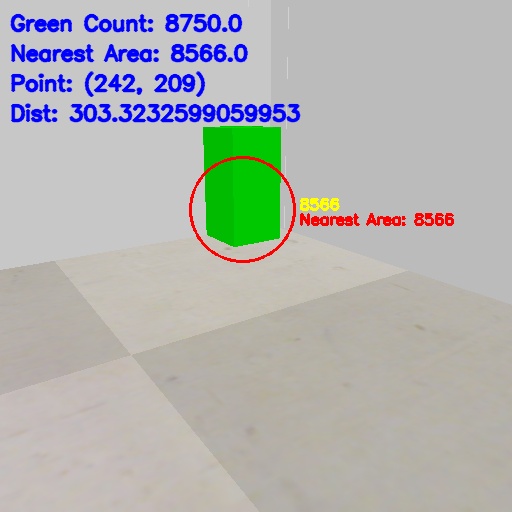 Green Count: 8750.0
Nearest Area: 8566.0
Point: (242, 209)
Dist: 303.3232599059953
8566
Nearest Area: 8566